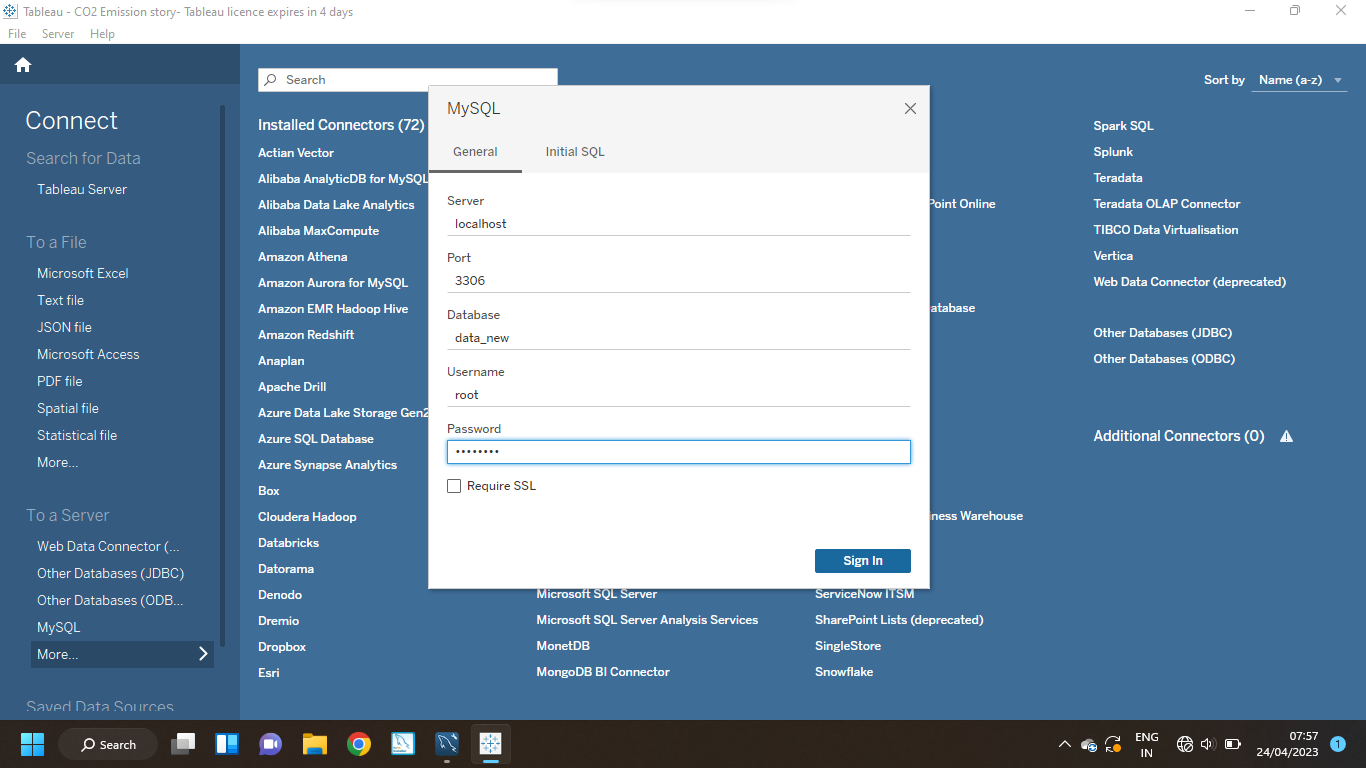 Tableau - CO2 Emission story- Tableau licence expires in 4 days
File Server Help
Connect
Search for Data
Tableau Server
To a File
Microsoft Excel
Text file
JSON file
Microsoft Access
PDF file
Spatial file
Statistical file
More...
To a Server
Web Data Connector (...
Other Databases (JDBC)
Other Databases (ODB...
MySQL
More...
Saved Data Sources
Search
Sort by Name (a-z)
Installed Connectors (72)
Actian Vector
Alibaba AnalyticDB for MySQL
Alibaba Data Lake Analytics
Alibaba MaxCompute
Amazon Athena
Amazon Aurora for MySQL
Amazon EMR Hadoop Hive
Amazon Redshift
Anaplan
Apache Drill
Azure Data Lake Storage Gen2
Azure SQL Database
Azure Synapse Analytics
Box
Cloudera Hadoop
Databricks
Datorama
Denodo
Dremio
Dropbox
Esri
MySQL
General Initial SQL
Server
localhost
Port
3306
Database
data_new
Username
root
Password
••••••••
Require SSL
Sign In
Microsoft SQL Server
Microsoft SQL Server Analysis Services
MonetDB
MongoDB BI Connector
Point Online
atabase
iness Warehouse
ServiceNow ITSM
SharePoint Lists (deprecated)
SingleStore
Snowflake
Spark SQL
Splunk
Teradata
Teradata OLAP Connector
TIBCO Data Virtualisation
Vertica
Web Data Connector (deprecated)
Other Databases (JDBC)
Other Databases (ODBC)
Additional Connectors (0)
Search
ENG
IN
07:57
24/04/2023
1